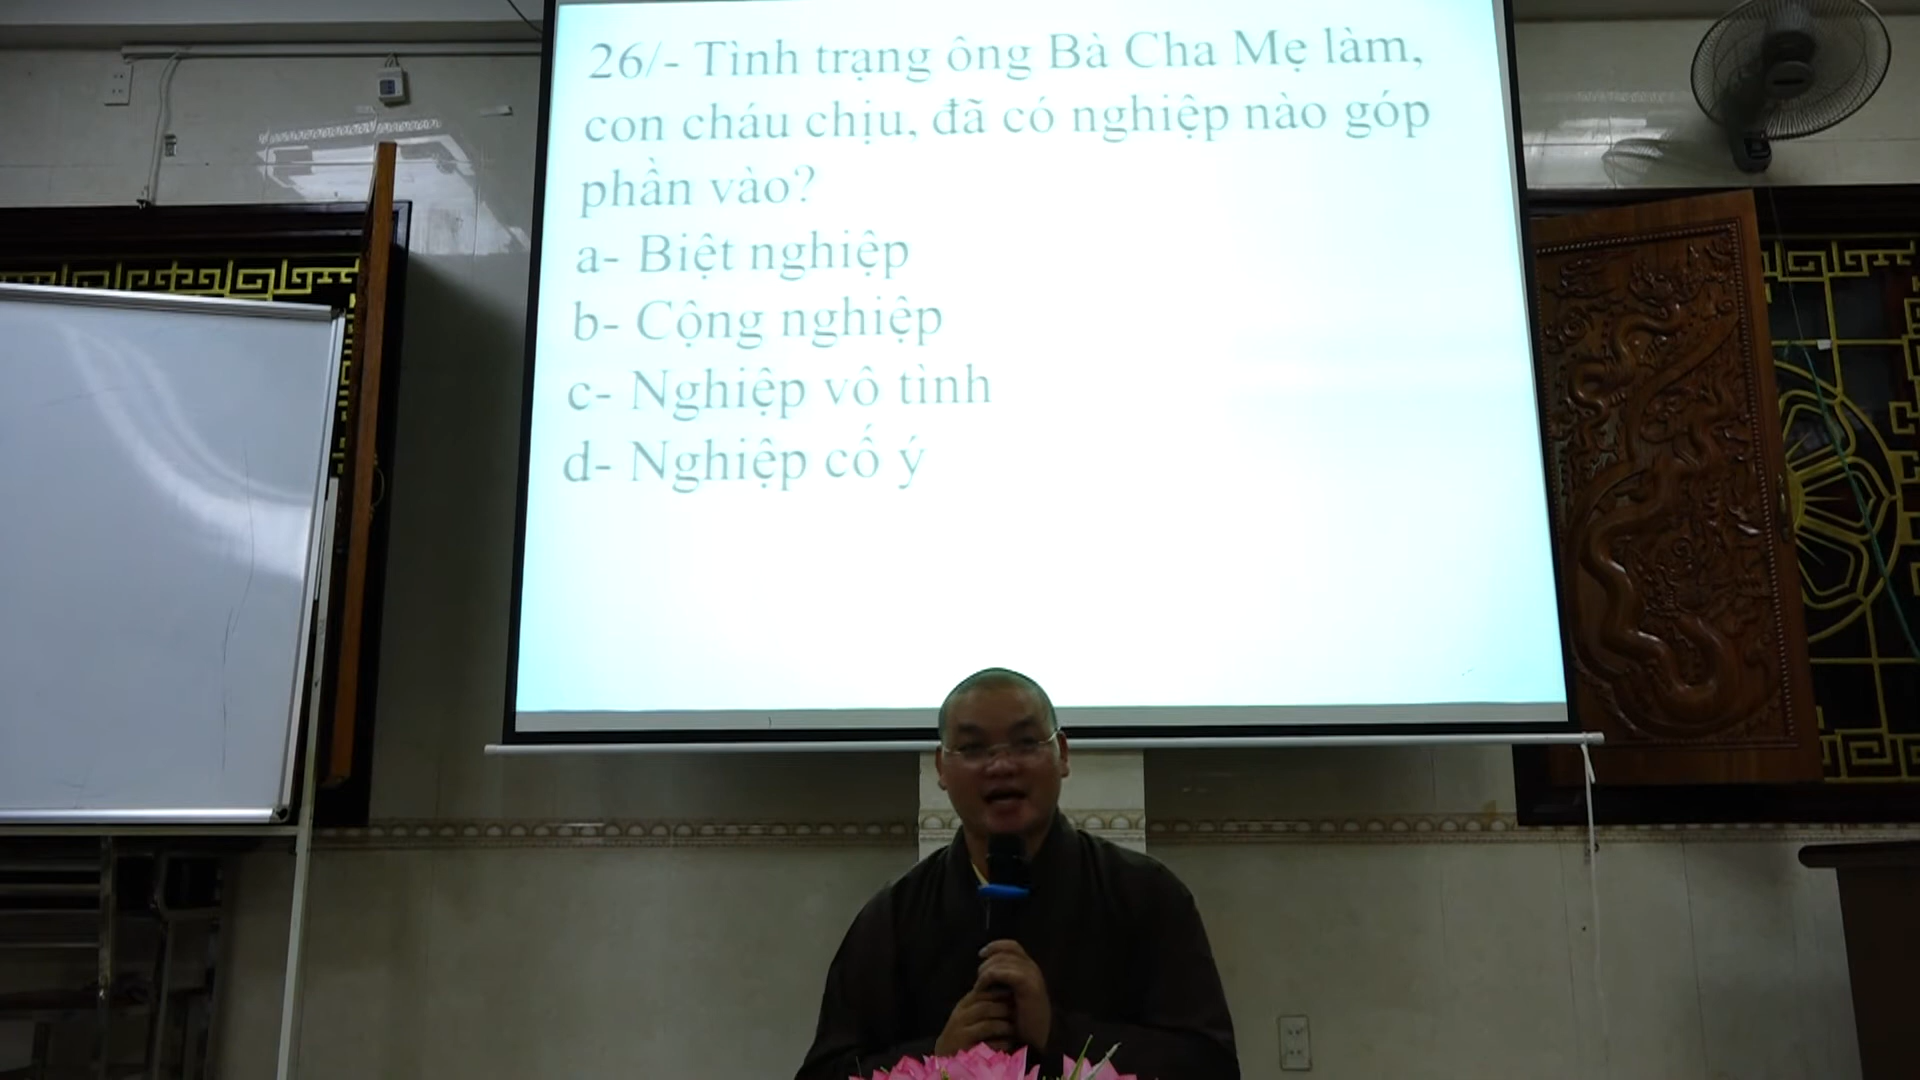 26/- Tình trạng ông Bà Cha Mẹ làm,
con cháu chịu, đã có nghiệp nào góp
phần vào?
a- Biệt nghiệp
b- Cộng nghiệp
c- Nghiệp vô tình
d- Nghiệp cố ý